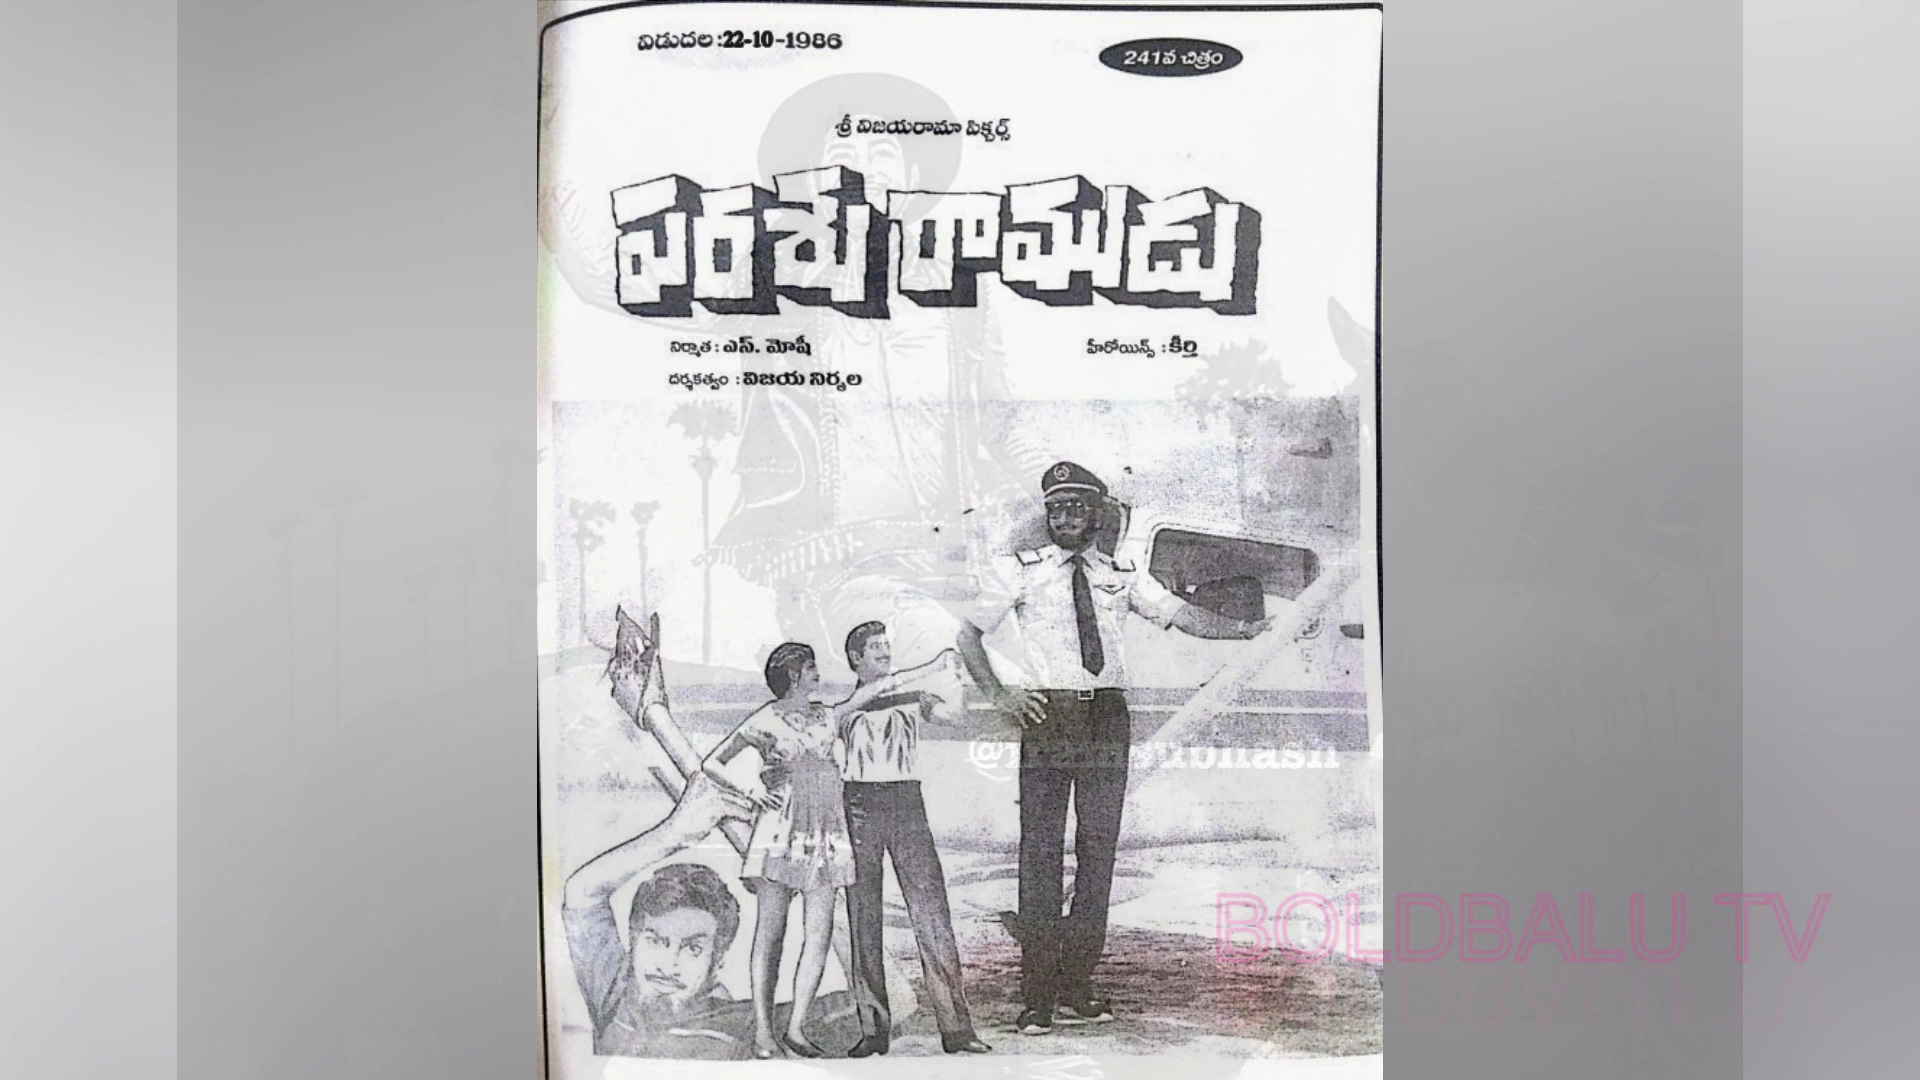 విడుదల :22-10-1986
241వ చిత్రం
శ్రీ విజయరామా పిక్చర్స్
పరశురాముడు
నిర్మాత : ఎస్. మోషీ
హీరోయిన్స్ : కీర్తి
దర్శకత్వం : విజయ నిర్మల
BOLDBALU TV